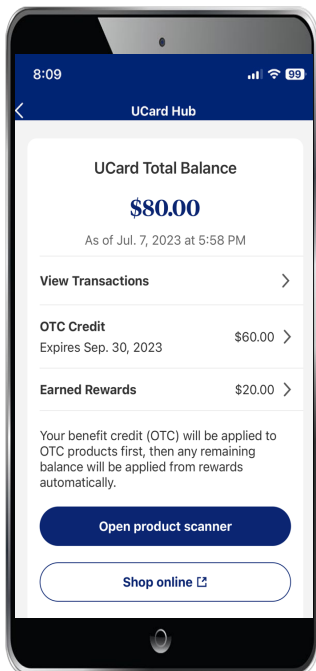 8:09
99
UCard Hub
UCard Total Balance
$80.00
As of Jul. 7, 2023 at 5:58 PM
View Transactions
OTC Credit
$60.00
Expires Sep. 30, 2023
Earned Rewards
$20.00
Your benefit credit (OTC) will be applied to
OTC products first, then any remaining
balance will be applied from rewards
automatically.
Open product scanner
Shop online